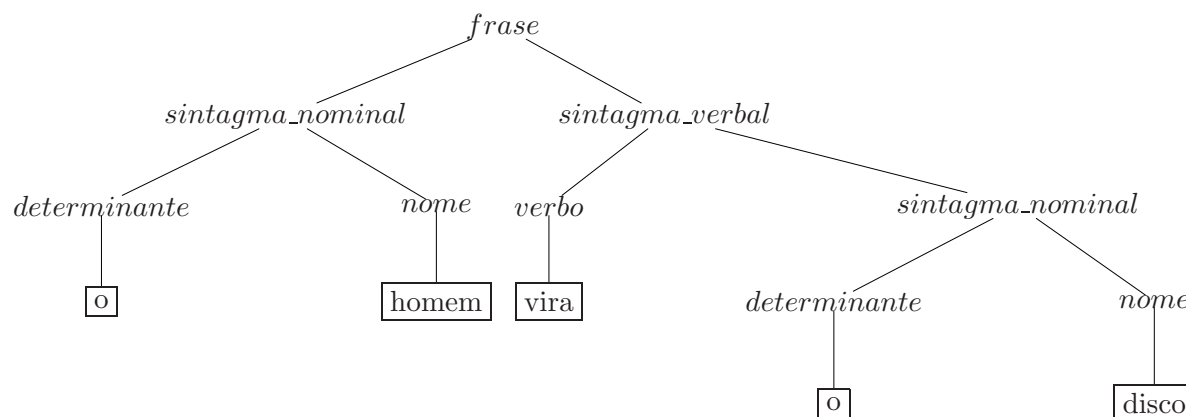 frase
sintagma_nominal sintagma_verbal
determinante nome verbo sintagma_nominal
o homem vira determinante nome
o disco